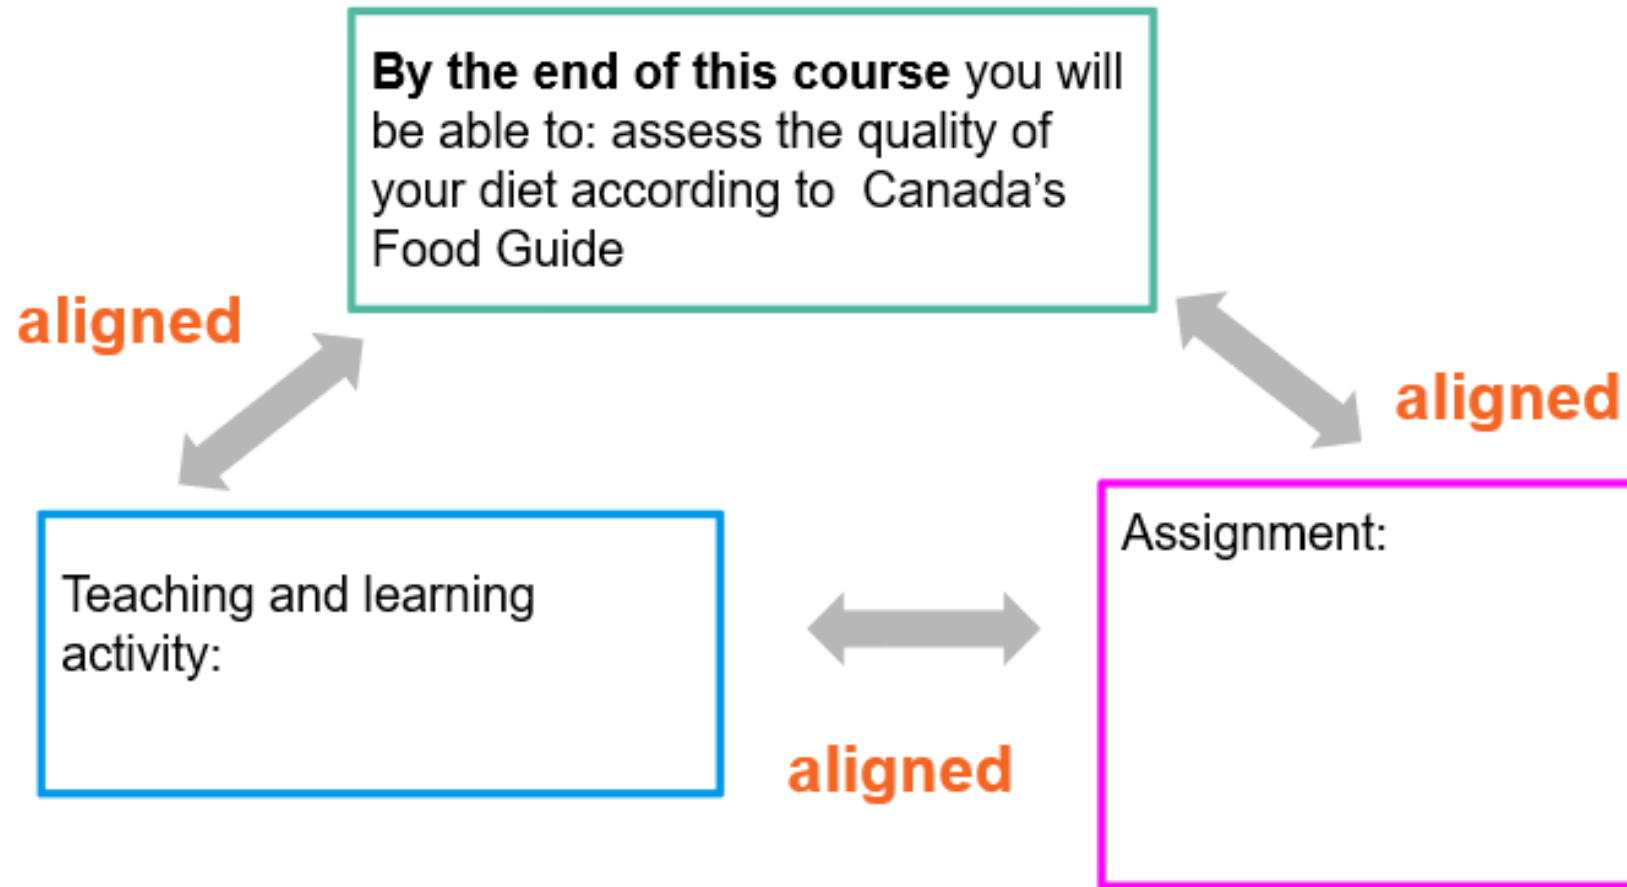 By the end of this course you will
be able to: assess the quality of
your diet according to  Canada’s
Food Guide
aligned
aligned
Teaching and learning
activity:
Assignment:
aligned